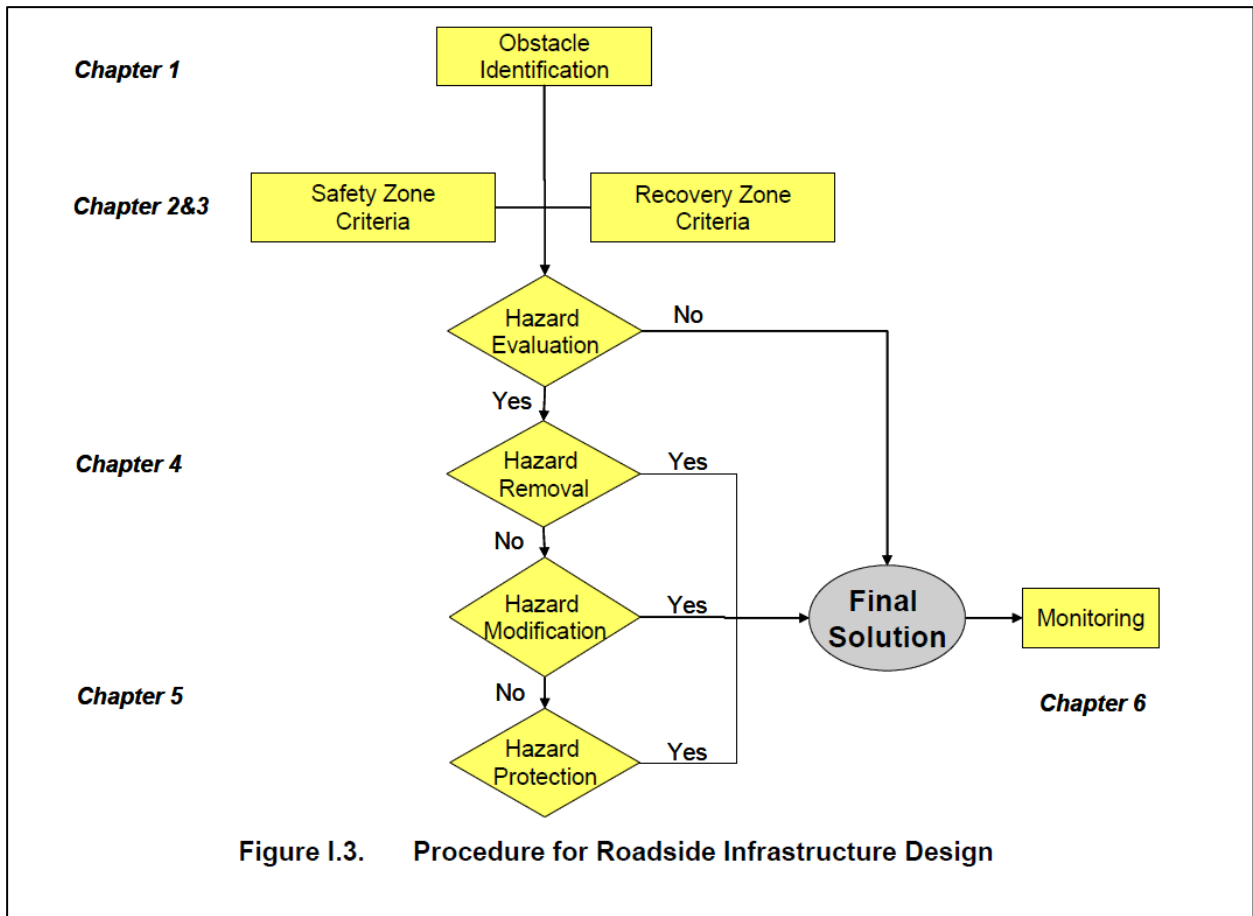 Chapter 1
Obstacle
Identification
Chapter 2&3
Safety Zone
Criteria
Recovery Zone
Criteria
Hazard
Evaluation
No
Yes
Chapter 4
Hazard
Removal
Yes
No
Hazard
Modification
Yes
Final
Solution
Monitoring
No
Chapter 5
Chapter 6
Hazard
Protection
Yes
Figure I.3. Procedure for Roadside Infrastructure Design